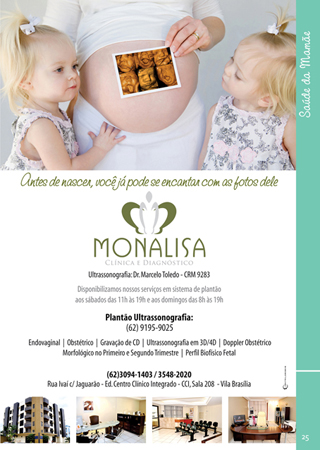 Saúde da Mamãe
Antes de nascer, você já pode se encantar com as fotos dele
MONALISA
CLÍNICA E DIAGNÓSTICO
Ultrassonografia: Dr. Marcelo Toledo - CRM 9283
Disponibilizamos nossos serviços em sistema de plantão
aos sábados das 11h às 19h e aos domingos das 8h às 19h
Plantão Ultrassonografia:
(62) 9195-9025
Endovaginal | Obstétrico | Gravação de CD | Ultrassonografia em 3D/4D | Doppler Obstétrico
Morfológico no Primeiro e Segundo Trimestre | Perfil Biofísico Fetal
(62)3094-1403 / 3548-2020
Rua Ivaí c/ Jaguarão - Ed. Centro Clínico Integrado - CCI, Sala 208 - Vila Brasília
25